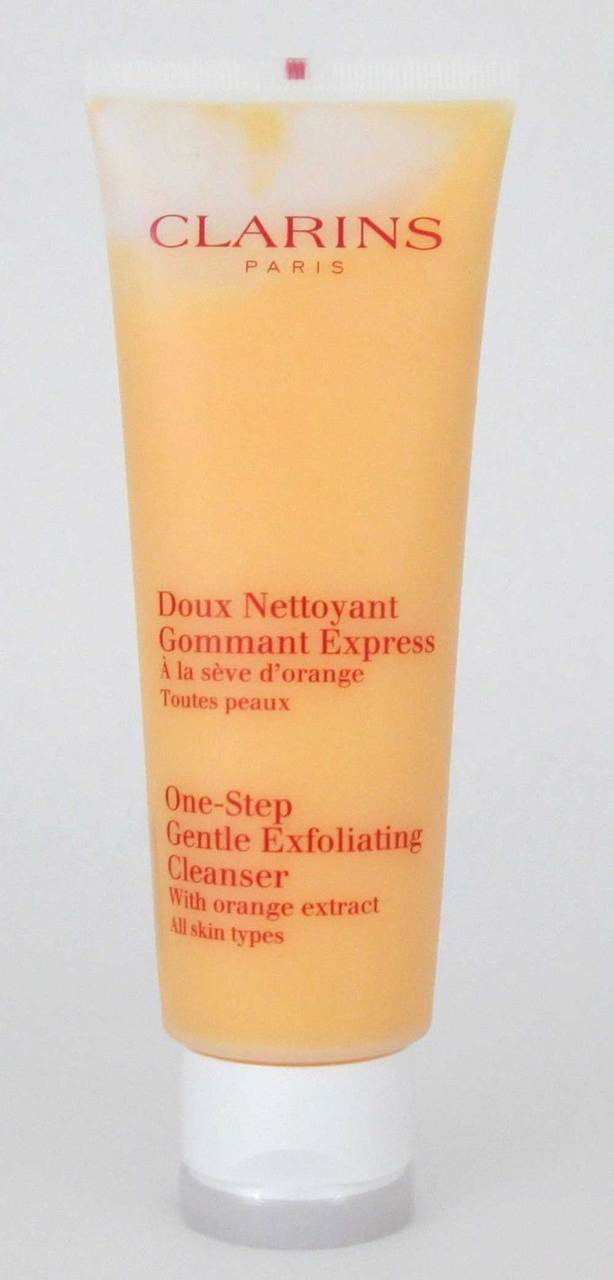 CLARINS
PARIS
Doux Nettoyant
Gommant Express
À la sève d'orange
Toutes peaux
One-Step
Gentle Exfoliating
Cleanser
With orange extract
All skin types